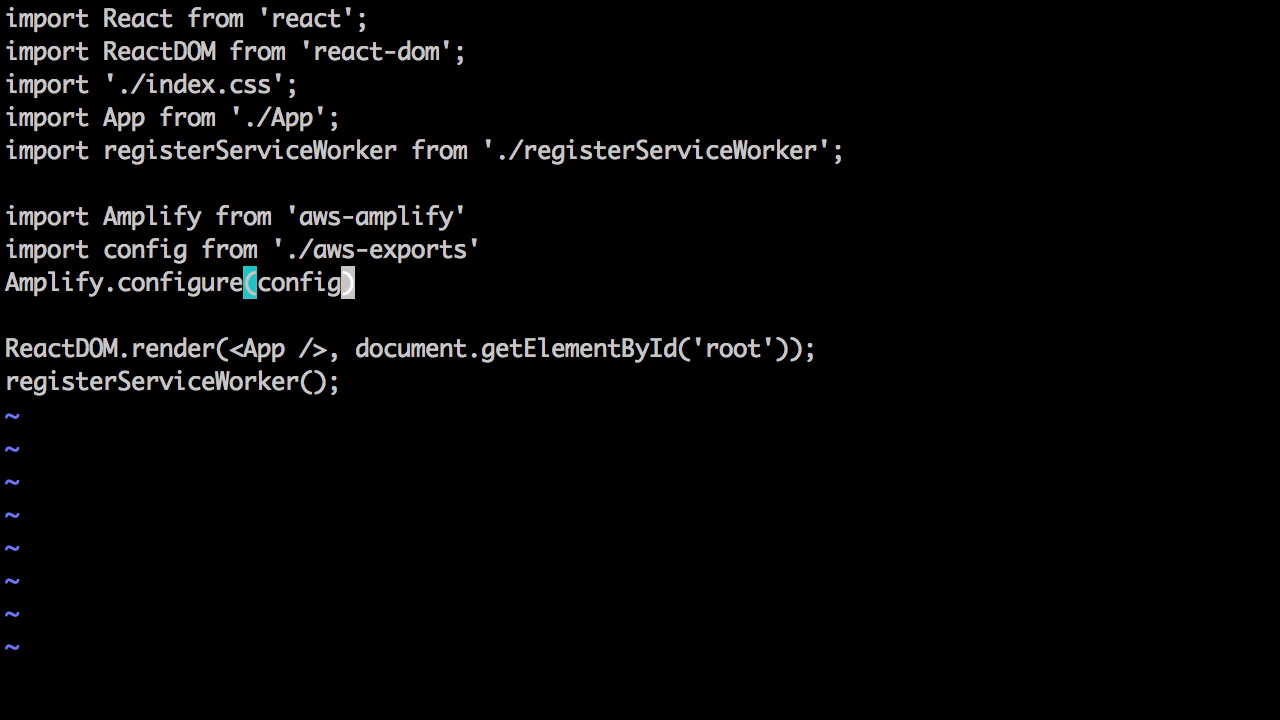 import React from 'react';
import ReactDOM from 'react-dom';
import './index.css';
import App from './App';
import registerServiceWorker from './registerServiceWorker';

import Amplify from 'aws-amplify'
import config from './aws-exports'
Amplify.configure(config)

ReactDOM.render(<App />, document.getElementById('root'));
registerServiceWorker();
~
~
~
~
~
~
~
~